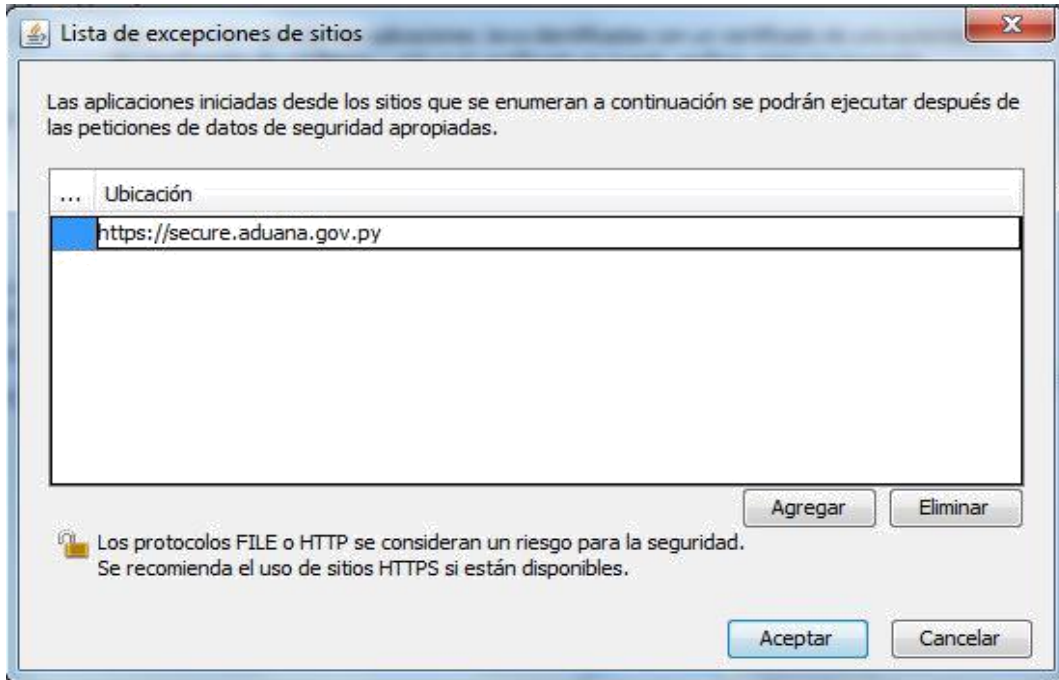 Lista de excepciones de sitios
Las aplicaciones iniciadas desde los sitios que se enumeran a continuación se podrán ejecutar después de
las peticiones de datos de seguridad apropiadas.
... Ubicación
https://secure.aduana.gov.py
Agregar Eliminar
Los protocolos FILE o HTTP se consideran un riesgo para la seguridad.
Se recomienda el uso de sitios HTTPS si están disponibles.
Aceptar Cancelar